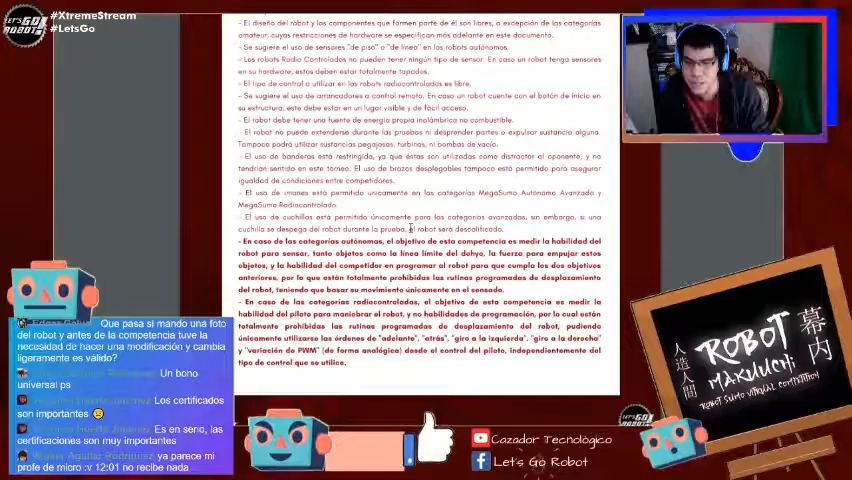 LET'S GO
ROBOT!
#XtremeStream
#LetsGo
- El diseño del robot y los componentes que formen parte de él son libres, a excepción de las categorías
amateur, cuyas restricciones de hardware se especifican más adelante en este documento.
- Se sugiere el uso de sensores "de piso" o "de línea" en los robots autónomos.
- Los robots Radio Controlados no pueden tener ningún tipo de sensor. En caso un robot tenga sensores
en su hardware, estos deben estar totalmente tapados.
- El tipo de control a utilizar en los robots radiocontrolados es libre.
- Se sugiere el uso de arrancadores o control remoto. En caso un robot cuente con el botón de inicio en
su estructura, este debe estar en un lugar visible y de fácil acceso.
- El robot debe tener una fuente de energía propia inalámbrica no combustible.
- El robot no puede extenderse durante las pruebas ni desprender partes o expulsar sustancia alguna.
Tampoco podrá utilizar sustancias pegajosas, turbinas, ni bombas de vacío.
- El uso de banderas está restringido, ya que éstas son utilizadas como distractor al oponente, y no
tendrían sentido en este torneo. El uso de brazos desplegables tampoco está permitido para asegurar
igualdad de condiciones entre competidores.
- El uso de imanes está permitido únicamente en las categorías MegaSumo Autónomo Avanzado y
MegaSumo Radiocontrolado.
- El uso de cuchillas está permitido únicamente para las categorías avanzadas, sin embargo, si una
cuchilla se despega del robot durante la prueba, el robot será descalificado.
- En caso de las categorías autónomas, el objetivo de esta competencia es medir la habilidad del
robot para sensar, tanto objetos como la línea límite del dohyo, la fuerza para empujar estos
objetos, y la habilidad del competidor en programar al robot para que cumpla los dos objetivos
anteriores, por lo que están totalmente prohibidas las rutinas programadas de desplazamiento
del robot, teniendo que basar su movimiento únicamente en el sensado.
- En caso de las categorías radiocontroladas, el objetivo de esta competencia es medir la
habilidad del piloto para maniobrar el robot, y no habilidades de programación, por lo cual están
totalmente prohibidas las rutinas programadas de desplazamiento del robot, pudiendo
únicamente utilizarse las órdenes de "adelante", "atrás", "giro a la izquierda", "giro a la derecha"
y "variación de PWM" (de forma analógica) desde el control del piloto, independientemente del
tipo de control que se utilice.
Que pasa si mando una foto
del robot y antes de la competencia tuve la
necesidad de hacer una modificación y cambia
ligeramente es válido?
Un bono
universal ps
Los certificados
son importantes
Es en serio, las
certificaciones son muy importantes
ya parece mi
profe de micro :v 12:01 no recibe nada
Cazador Tecnológico
Let's Go Robot
LET'S GO
ROBOT
MAKUUCHI
ROBOT SUMO VIRTUAL COMPETITION
幕内
人造人間